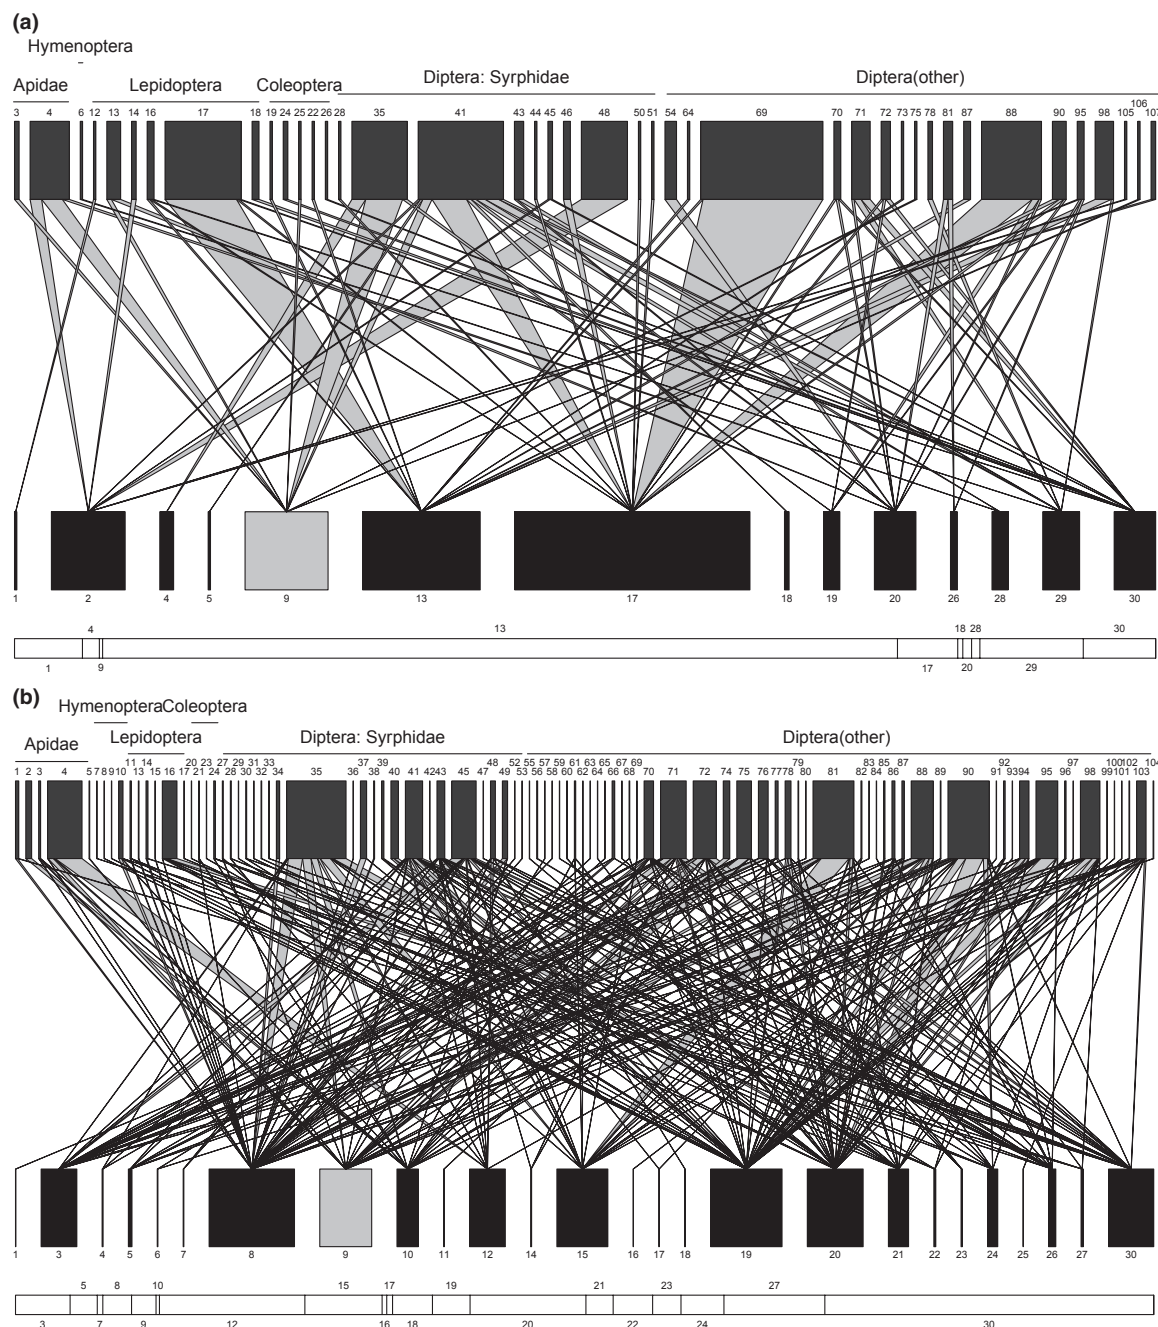 (a)
Hymenoptera
Apidae Lepidoptera Coleoptera Diptera: Syrphidae Diptera(other)
106
3 4 6 12 13 14 16 17 18 19 24 25 22 26 28 35 41 43 44 45 46 48 50 51 54 64 69 70 71 72 73 75 78 81 87 88 90 95 98 105 107
1 2 4 5 9 13 17 18 19 20 26 28 29 30
4 13 18 28 30
1 9 17 20 29
(b)
Hymenoptera Coleoptera
Apidae Lepidoptera Diptera: Syrphidae Diptera(other)
11 14 20 23 27 29 31 33 37 39 48 52 55 57 59 61 63 65 67 69 79 83 85 87 92 97 100 102 104
1 2 3 4 5 7 8 9 10 13 15 16 17 21 24 28 30 32 34 35 36 38 40 41 42 43 45 47 49 53 56 58 60 62 64 66 68 70 71 72 74 75 76 77 78 80 81 82 84 86 88 89 90 91 93 94 95 96 98 99 101 103
1 3 4 5 6 7 8 9 10 11 12 14 15 16 17 18 19 20 21 22 23 24 25 26 27 30
5 8 10 15 17 19 21 23 27
3 7 9 12 16 18 20 22 24 30